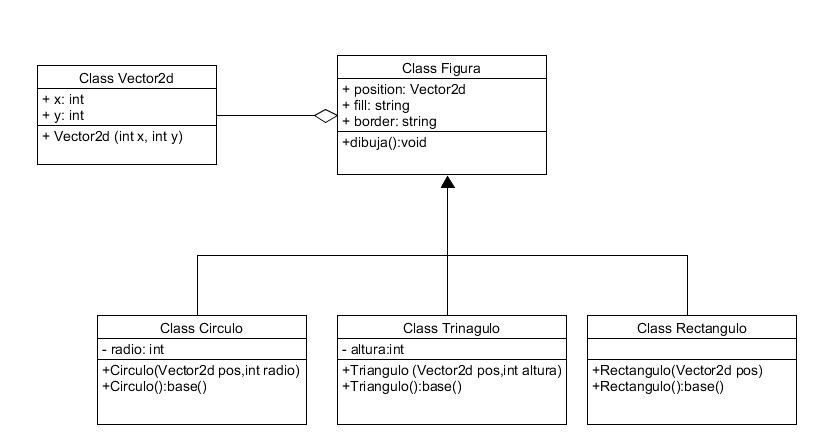 Class Vector2d
+ x: int
+ y: int
+ Vector2d (int x, int y)
Class Figura
+ position: Vector2d
+ fill: string
+ border: string
+dibuja():void
Class Circulo
- radio: int
+Circulo(Vector2d pos,int radio)
+Circulo():base()
Class Trinagulo
- altura:int
+Triangulo (Vector2d pos,int altura)
+Triangulo():base()
Class Rectangulo
+Rectangulo(Vector2d pos)
+Rectangulo():base()